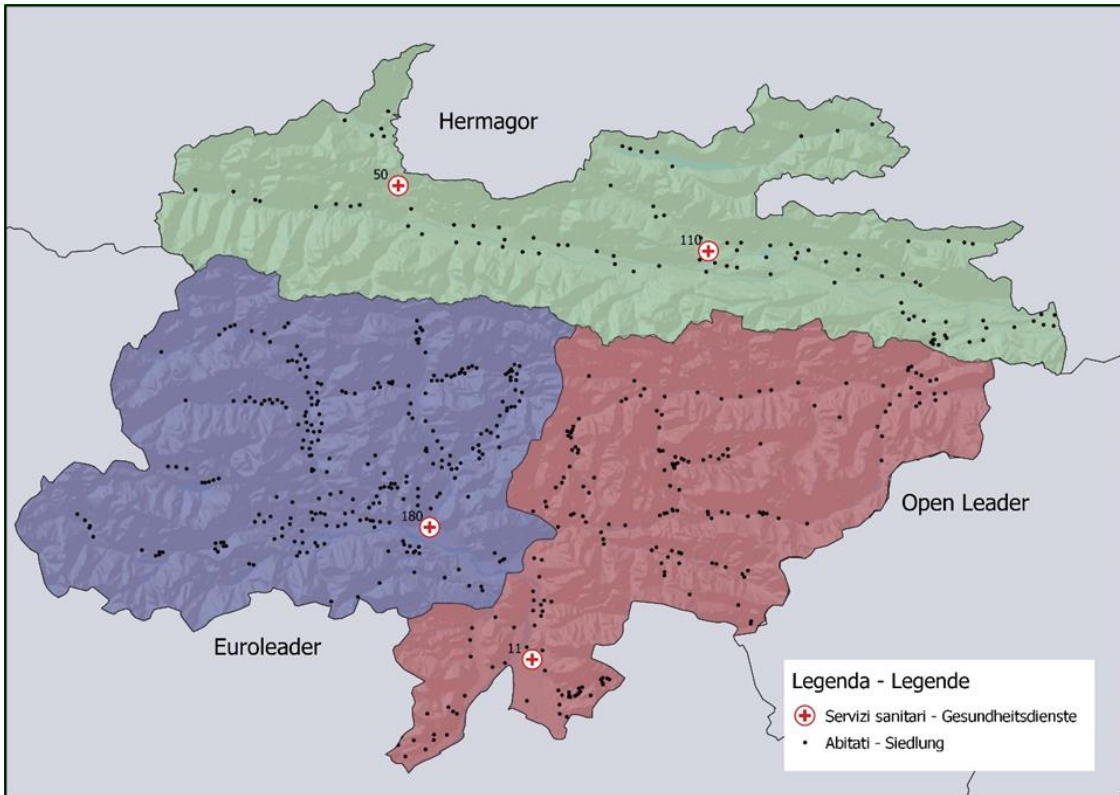 Hermagor
50
110
Open Leader
180
Euroleader
11
Legenda - Legende
Servizi sanitari - Gesundheitsdienste
Abitati - Siedlung